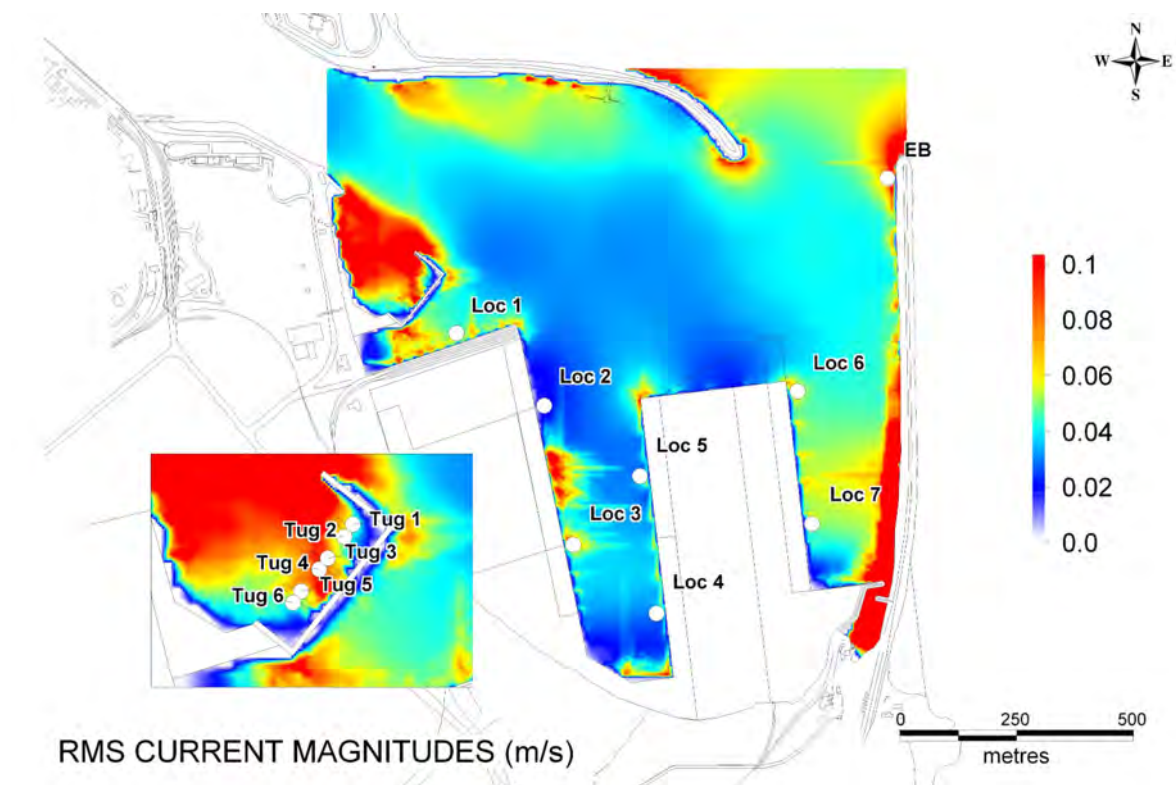 N
W E
S
EB
Loc 1
0.1
0.08
Loc 6
Loc 2
0.06
0.04
Loc 5
0.02
Loc 7
Loc 3
Tug 1
Tug 2
0.0
Tug 3
Tug 4
Tug 5
Loc 4
Tug 6
0 250 500
metres
RMS CURRENT MAGNITUDES (m/s)